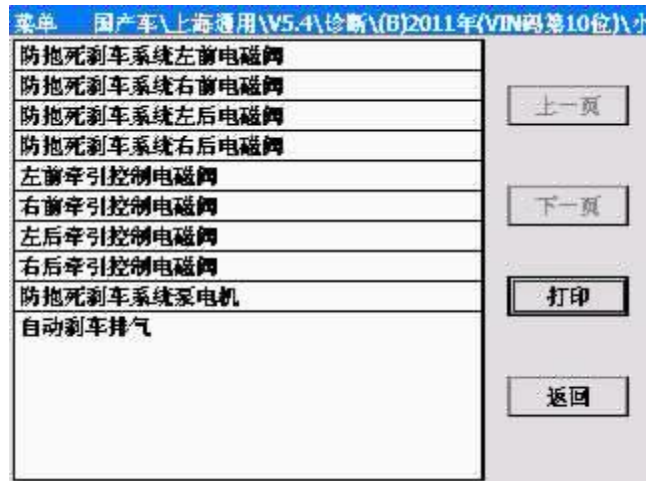 菜单 国产车\上海通用\V5.4\诊断\(B)2011年(VIN码第10位)\小
防抱死刹车系统左前电磁阀
防抱死刹车系统右前电磁阀
防抱死刹车系统左后电磁阀
防抱死刹车系统右后电磁阀
左前牵引控制电磁阀
右前牵引控制电磁阀
左后牵引控制电磁阀
右后牵引控制电磁阀
防抱死刹车系统泵电机
自动刹车排气
上一页
下一页
打印
返回